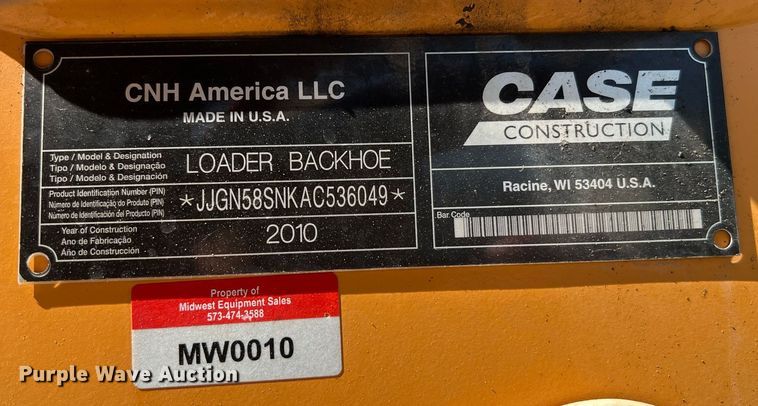 CNH America LLC
MADE IN U.S.A.
Type / Model & Designation
Tipo / Modelo & Designação
Tipo / Modelo & Designación
LOADER BACKHOE
Product Identification Number (PIN)
Número de Identificação do Produto (PIN)
Número de Identificación del Producto (PIN)
*JJGN58SNKAC536049*
Year of Construction
Ano de Fabricação
Año de Construcción
2010
CASE
CONSTRUCTION
Racine, WI 53404 U.S.A.
Bar Code
Property of
Midwest Equipment Sales
573-474-3588
MW0010
Purple Wave Auction